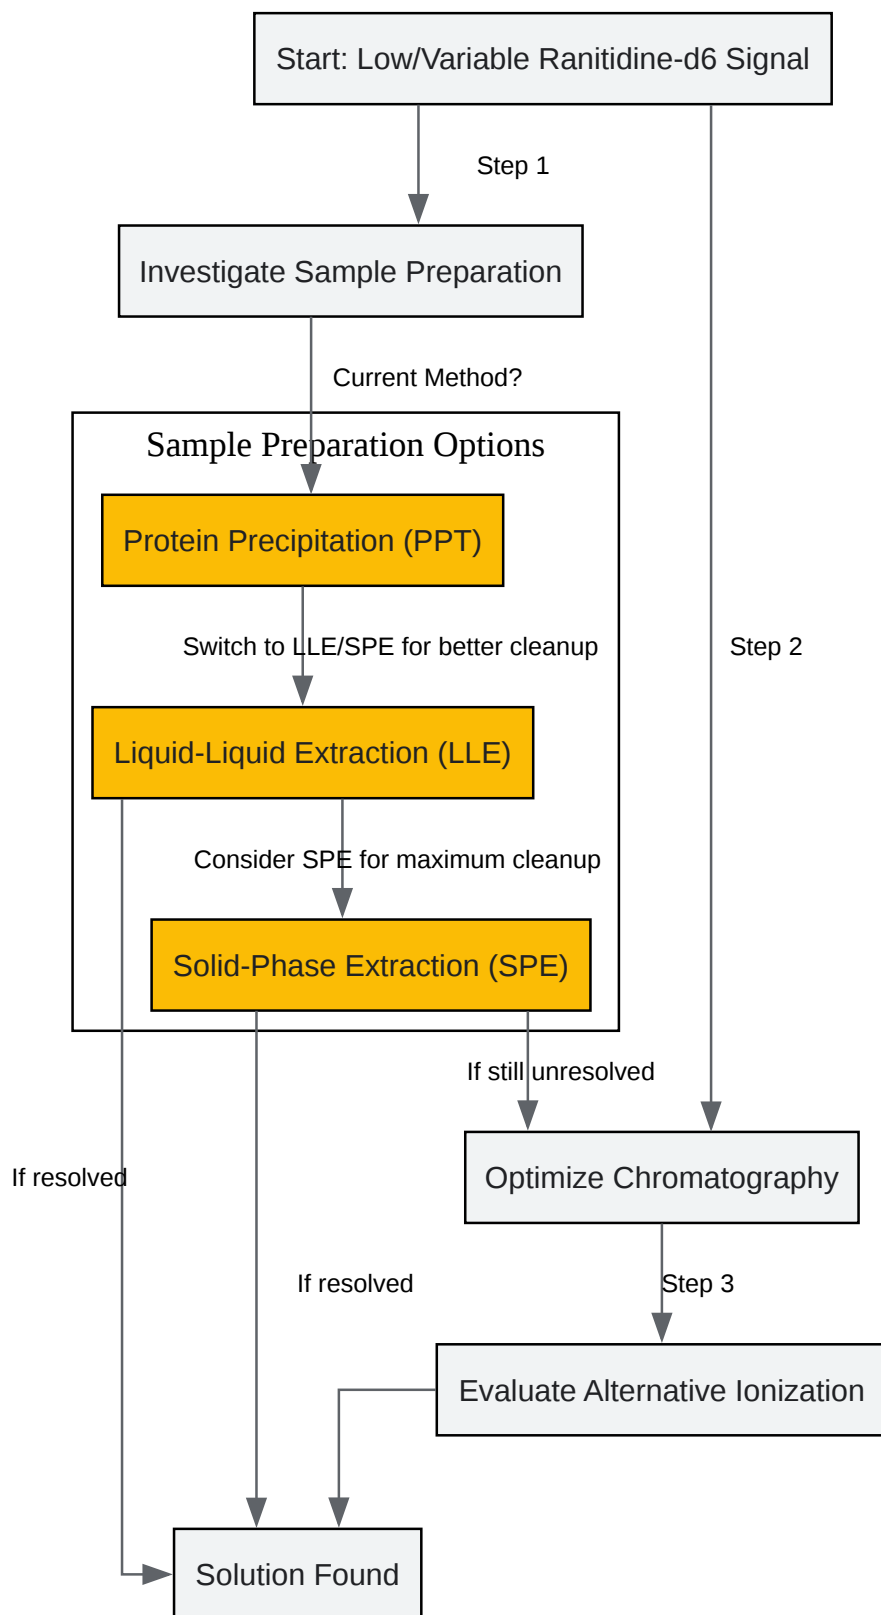 Start: Low/Variable Ranitidine-d6 Signal
Step 1
Investigate Sample Preparation
Current Method?
Sample Preparation Options
Protein Precipitation (PPT)
Switch to LLE/SPE for better cleanup
Step 2
Liquid-Liquid Extraction (LLE)
Consider SPE for maximum cleanup
Solid-Phase Extraction (SPE)
If still unresolved
If resolved
Optimize Chromatography
If resolved
Step 3
Evaluate Alternative Ionization
Solution Found